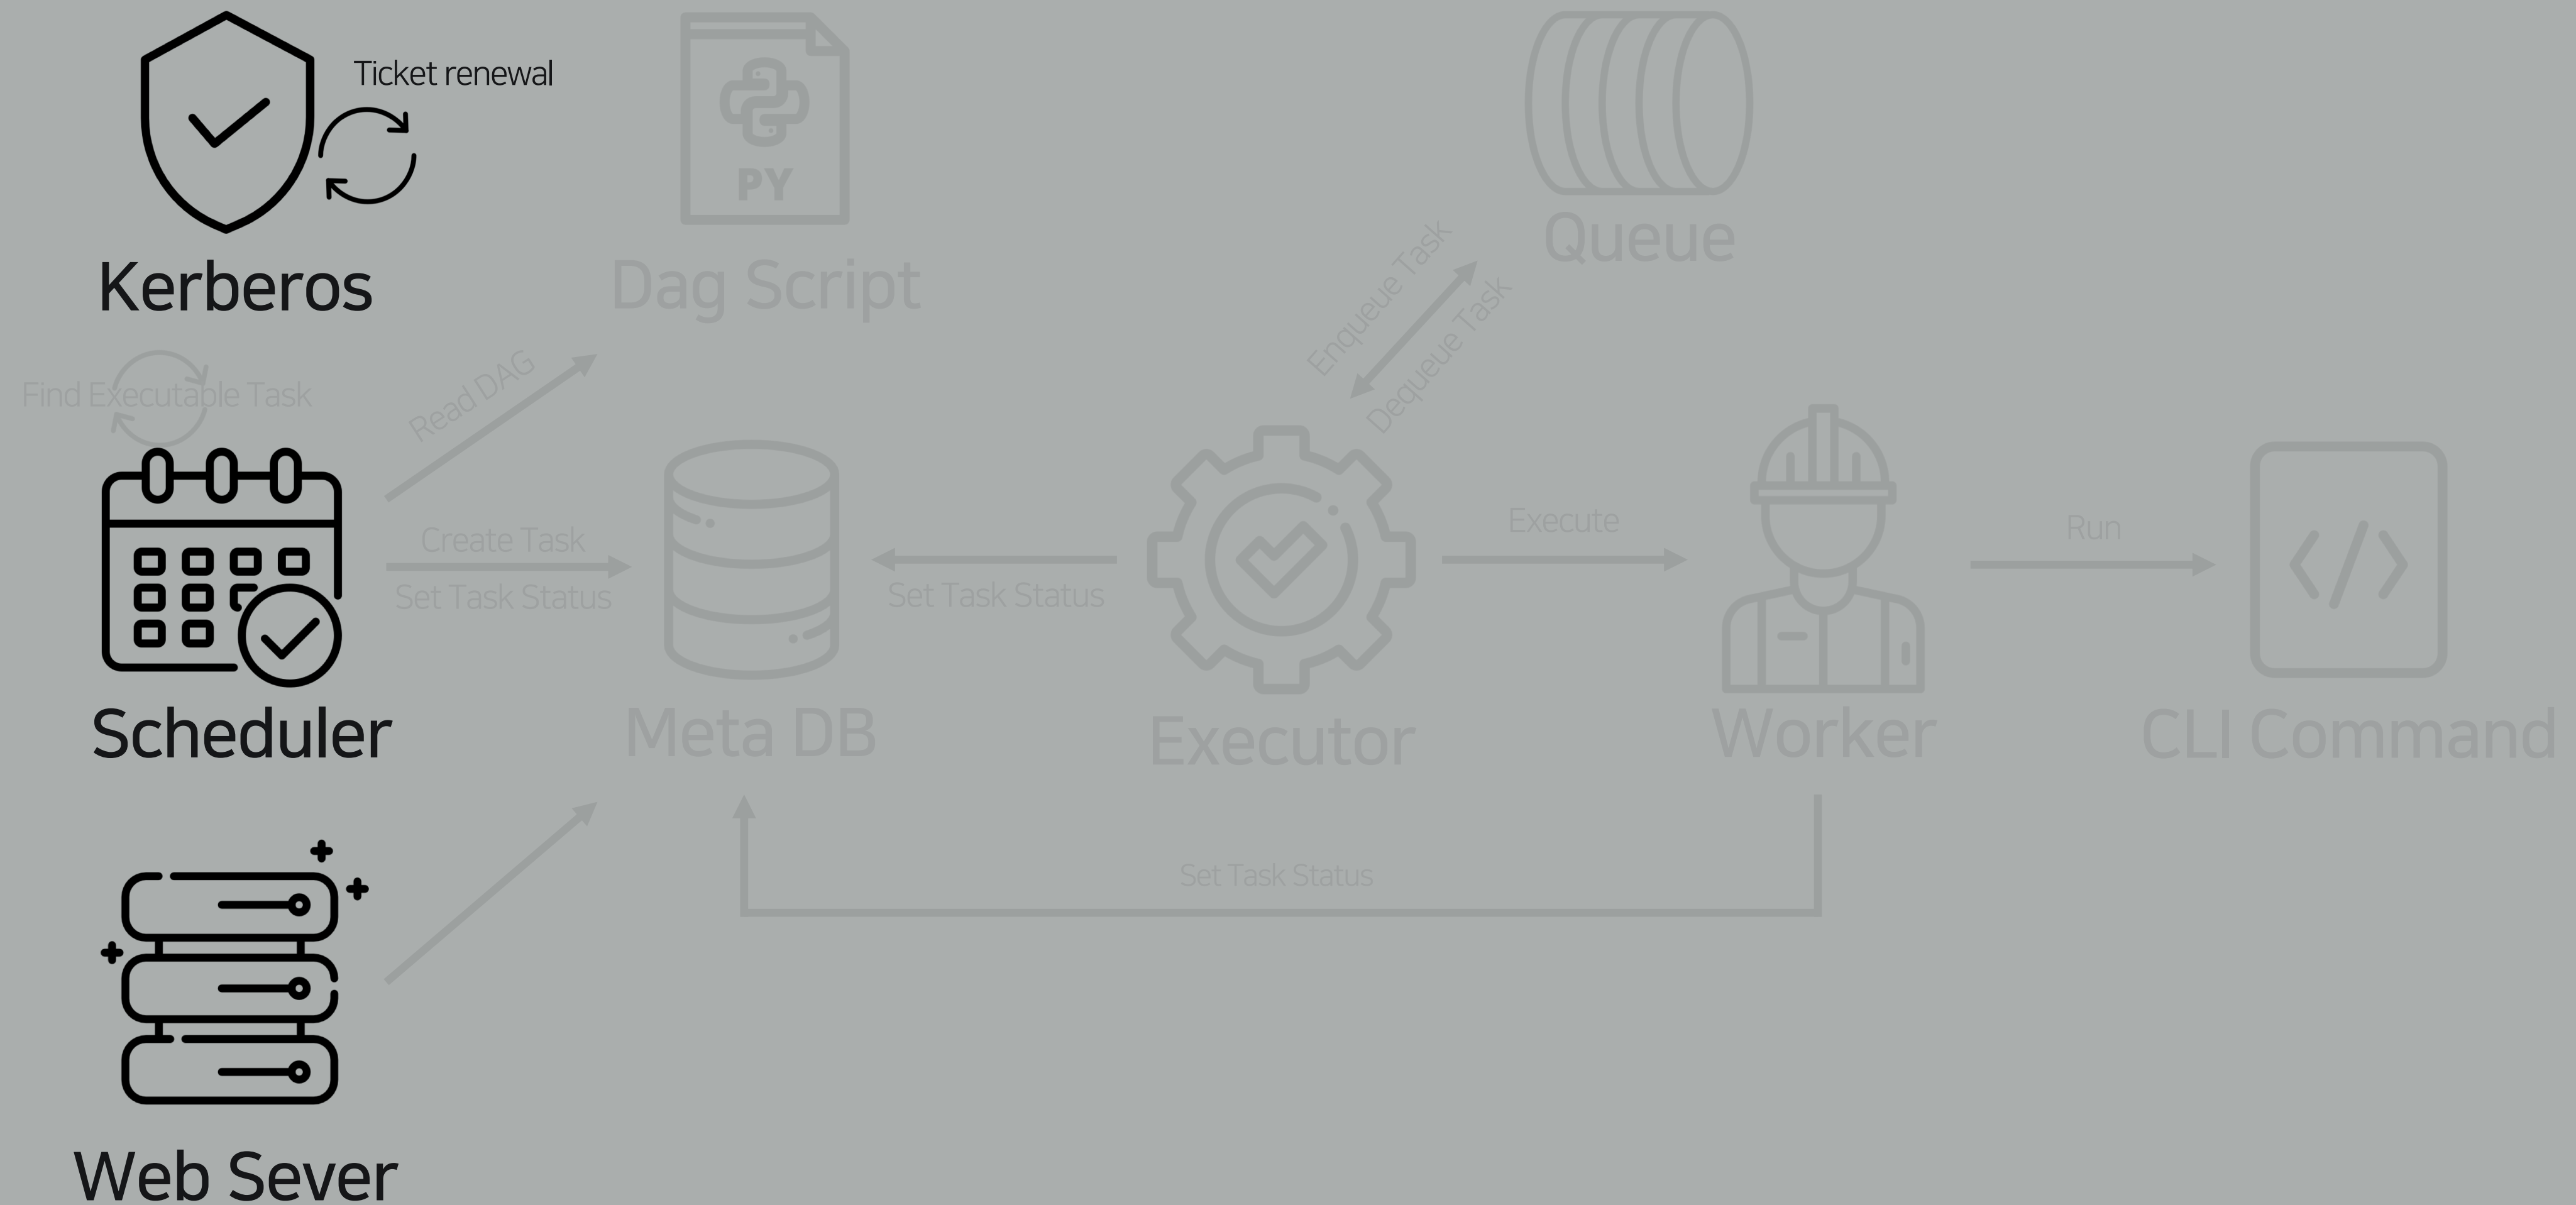 Ticket renewal
PY
Kerberos
Dag Script
Queue
Enqueue Task
Dequeue Task
Find Executable Task
Read DAG
Create Task
Set Task Status
Set Task Status
Execute
Run
Scheduler
Meta DB
Executor
Worker
CLI Command
Set Task Status
Web Sever